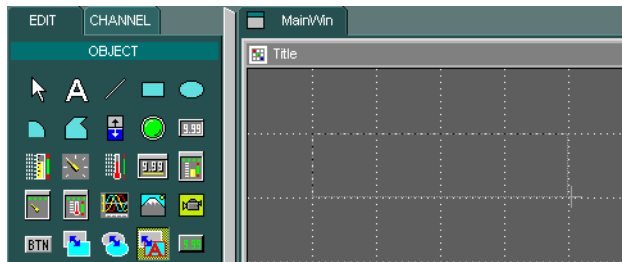 EDIT CHANNEL MainWin
OBJECT Title
A
9.99
9.99
BTN A